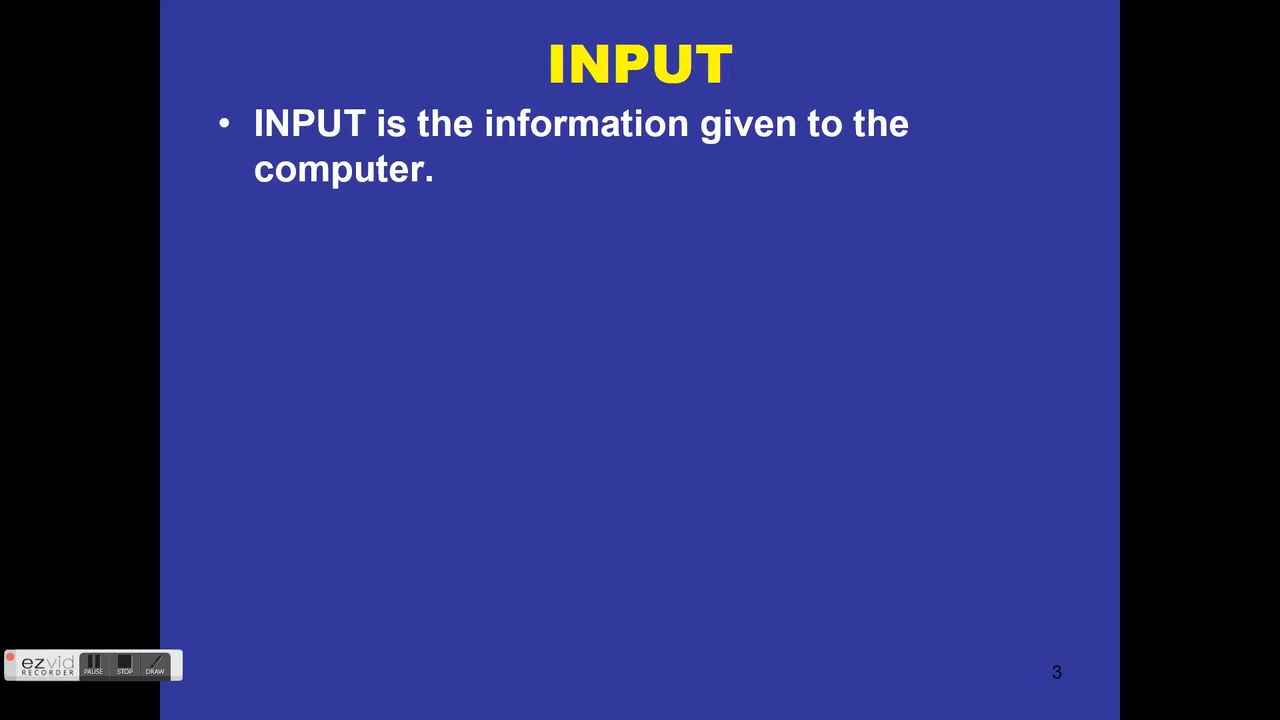 INPUT
• INPUT is the information given to the
computer.
ezvid
RECORDER
PAUSE STOP DRAW
3